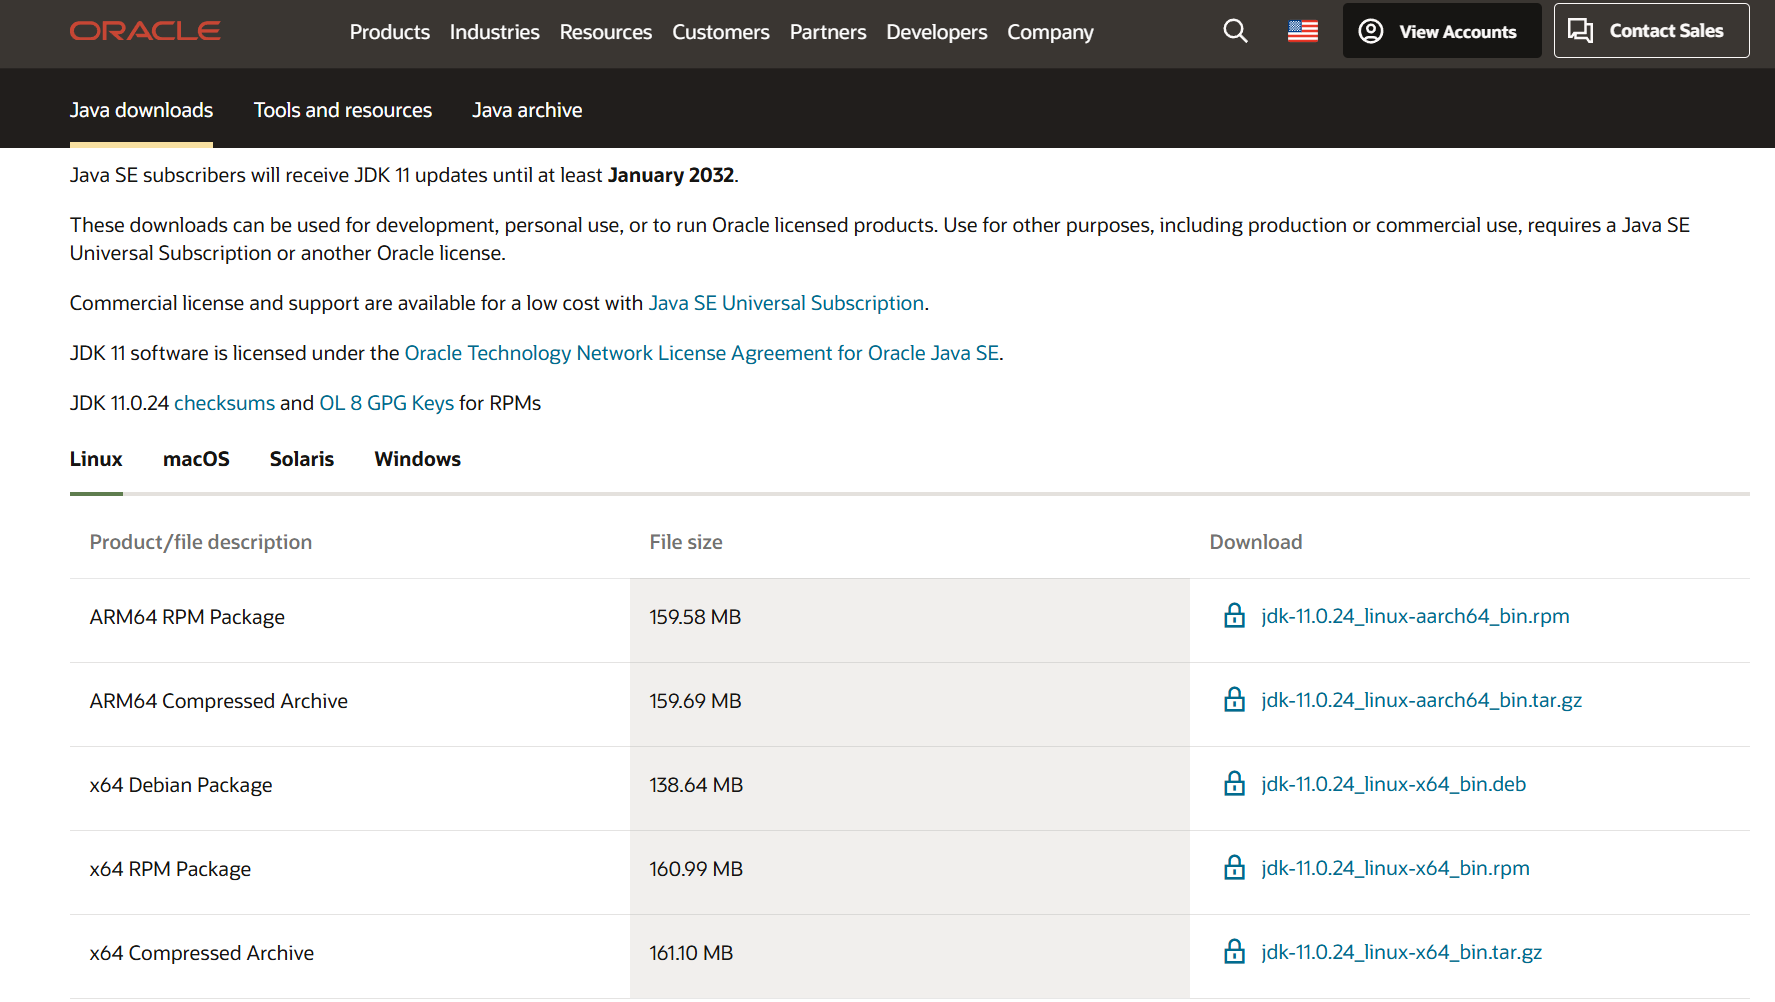 ORACLE Products Industries Resources Customers Partners Developers Company View Accounts Contact Sales
Java downloads Tools and resources Java archive
Java SE subscribers will receive JDK 11 updates until at least January 2032.
These downloads can be used for development, personal use, or to run Oracle licensed products. Use for other purposes, including production or commercial use, requires a Java SE
Universal Subscription or another Oracle license.
Commercial license and support are available for a low cost with Java SE Universal Subscription.
JDK 11 software is licensed under the Oracle Technology Network License Agreement for Oracle Java SE.
JDK 11.0.24 checksums and OL 8 GPG Keys for RPMs
Linux macOS Solaris Windows
Product/file description File size Download
ARM64 RPM Package 159.58 MB jdk-11.0.24_linux-aarch64_bin.rpm
ARM64 Compressed Archive 159.69 MB jdk-11.0.24_linux-aarch64_bin.tar.gz
x64 Debian Package 138.64 MB jdk-11.0.24_linux-x64_bin.deb
x64 RPM Package 160.99 MB jdk-11.0.24_linux-x64_bin.rpm
x64 Compressed Archive 161.10 MB jdk-11.0.24_linux-x64_bin.tar.gz